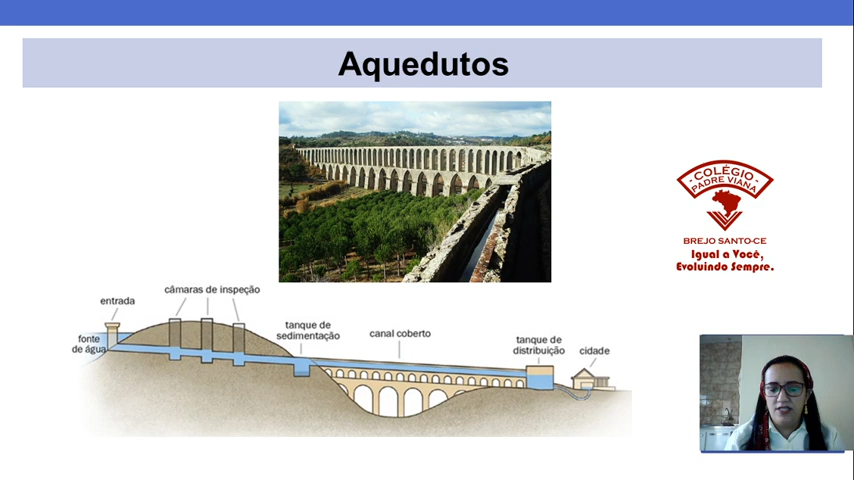 Aquedutos
COLÉGIO
PADRE VIANA
BREJO SANTO-CE
Igual a Você,
Evoluindo Sempre.
câmaras de inspeção
entrada
fonte
de água
tanque de
sedimentação
canal coberto
tanque de
distribuição
cidade